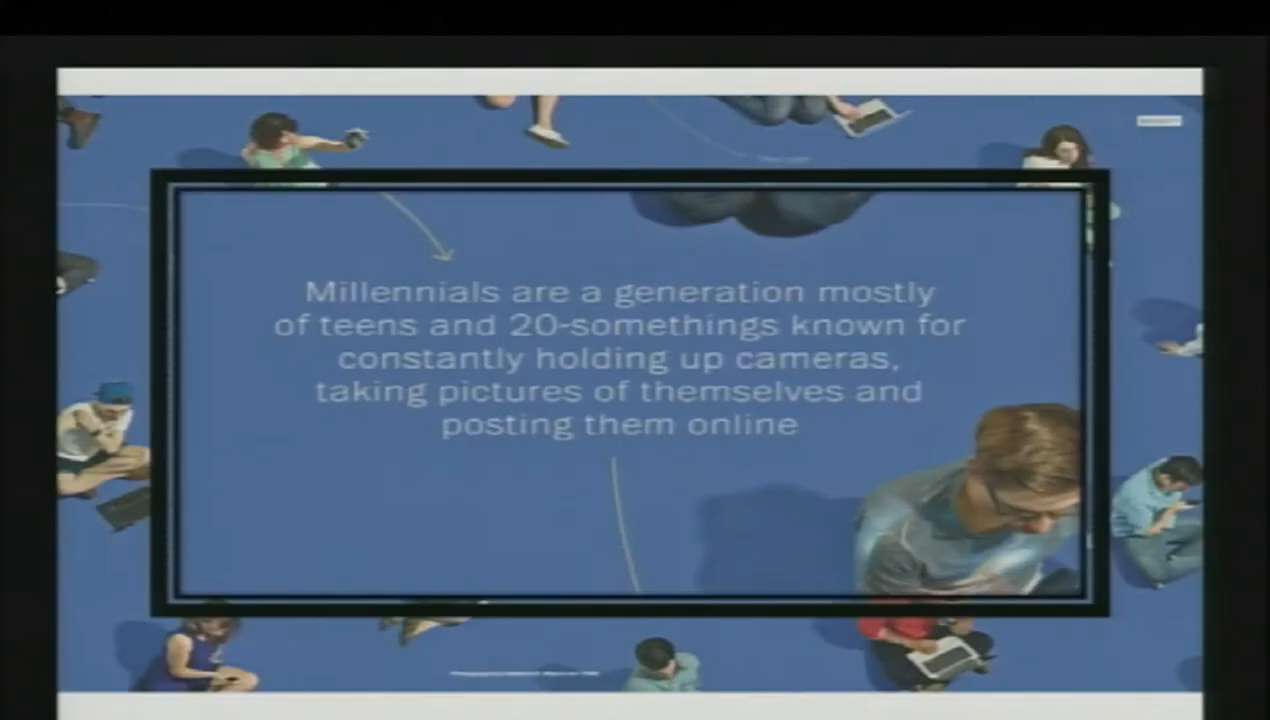 Millennials are a generation mostly
of teens and 20-somethings known for
constantly holding up cameras,
taking pictures of themselves and
posting them online